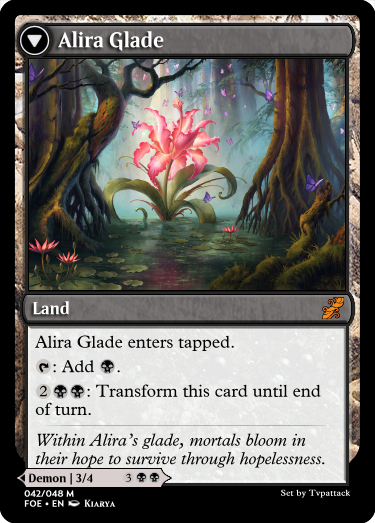 Alira Glade
Land
Alira Glade enters tapped.
: Add .
2 : Transform this card until end
of turn.
Within Alira's glade, mortals bloom in
their hope to survive through hopelessness.
Demon | 3/4 3
042/048 M
FOE • EN Kiarya
Set by Tvpattack